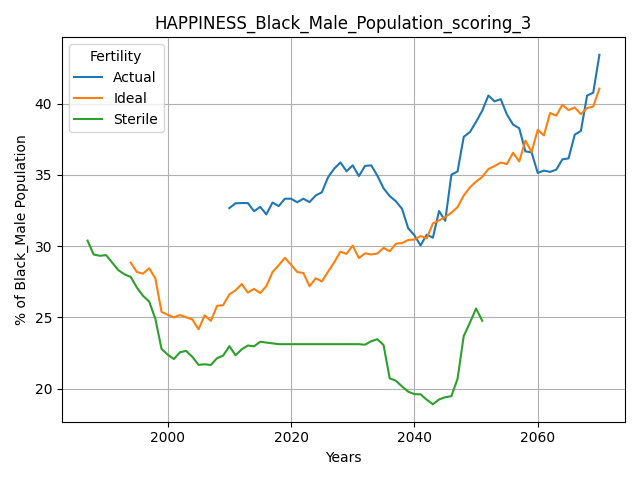 HAPPINESS_Black_Male_Population_scoring_3
Fertility
Actual
Ideal
Sterile
% of Black_Male Population
40
35
30
25
20
2000
2020
2040
2060
Years